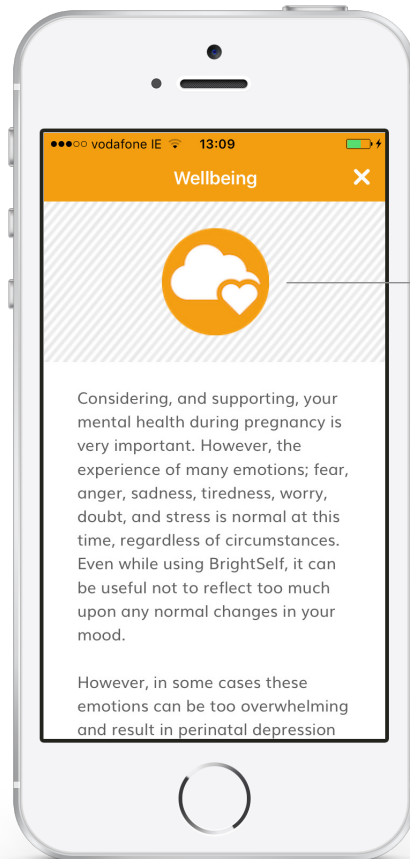 vodafone IE 13:09
Wellbeing
Considering, and supporting, your
mental health during pregnancy is
very important. However, the
experience of many emotions; fear,
anger, sadness, tiredness, worry,
doubt, and stress is normal at this
time, regardless of circumstances.
Even while using BrightSelf, it can
be useful not to reflect too much
upon any normal changes in your
mood.
However, in some cases these
emotions can be too overwhelming
and result in perinatal depression